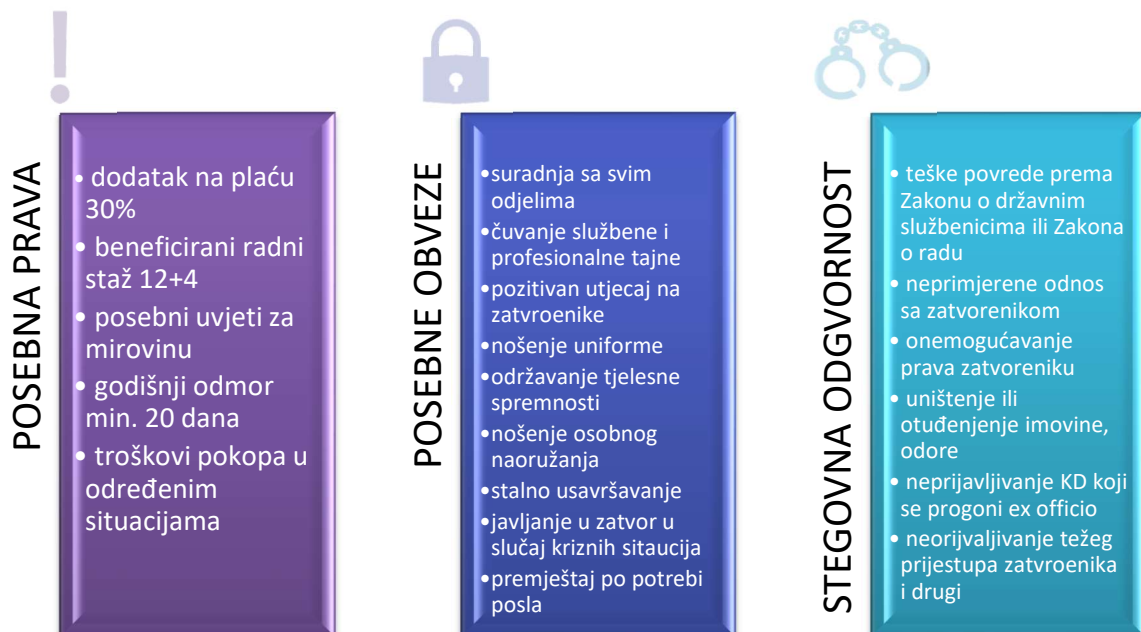 POSEBNA PRAVA
• dodatak na plaću
30%
• beneficirani radni
staž 12+4
• posebni uvjeti za
mirovinu
• godišnji odmor
min. 20 dana
• troškovi pokopa u
određenim
situacijama
POSEBNE OBVEZE
•suradnja sa svim
odjelima
•čuvanje službene i
profesionalne tajne
•pozitivan utjecaj na
zatvroenike
•nošenje uniforme
•održavanje tjelesne
spremnosti
•nošenje osobnog
naoružanja
•stalno usavršavanje
•javljanje u zatvor u
slučaj kriznih sitaucija
•premještaj po potrebi
posla
STEGOVNA ODGVORNOST
• teške povrede prema
Zakonu o državnim
službenicima ili Zakona
o radu
• neprimjerene odnos
sa zatvorenikom
• onemogućavanje
prava zatvoreniku
• uništenje ili
otuđenjenje imovine,
odore
• neprijavljivanje KD koji
se progoni ex officio
• neorijvaljivanje težeg
prijestupa zatvroenika
i drugi